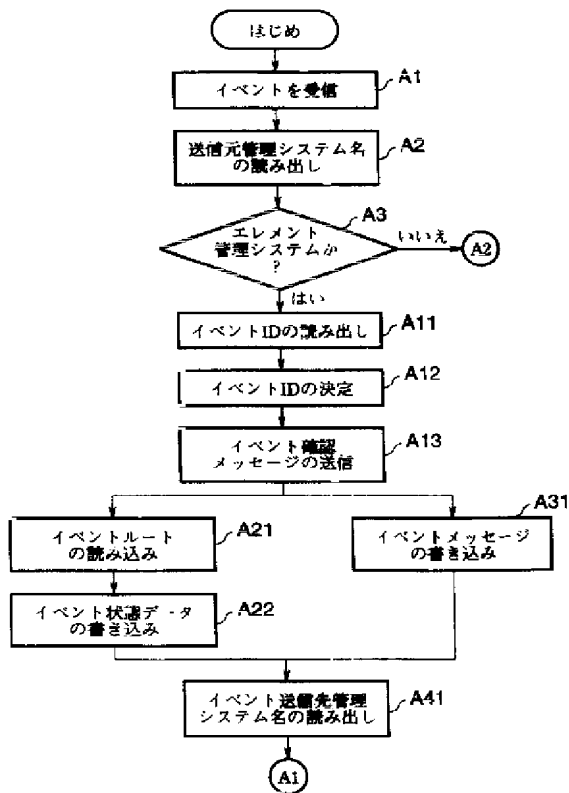 はじめ
イベントを受信
A1
送信元管理システム名
の読み出し
A2
エレメント
管理システムか
?
A3
いいえ
A2
はい
イベントIDの読み出し
A11
イベントIDの決定
A12
イベント確認
メッセージの送信
A13
イベントルート
の読み込み
A21
イベントメッセージ
の書き込み
A31
イベント状態データ
の書き込み
A22
イベント送信先管理
システム名の読み出し
A41
A1